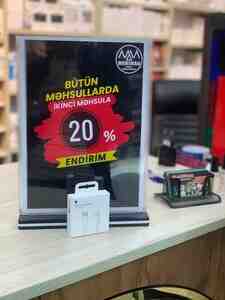 BÜTÜN
MƏHSULLARDA
İKİNCİ MƏHSULA
20 %
ENDİRİM